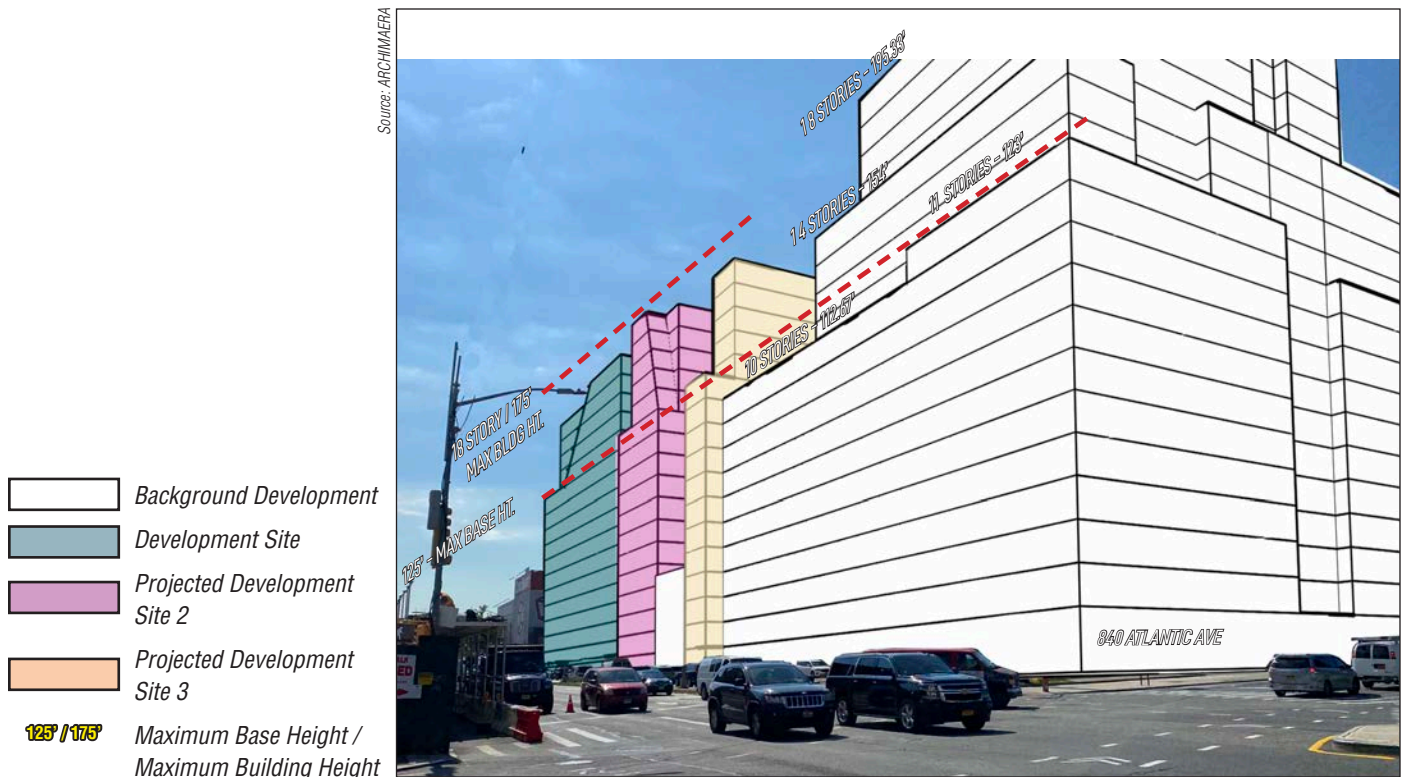 Source: ARCHIMAERA
18 STORIES - 195.33'
14 STORIES - 154'
11 STORIES - 123'
10 STORIES - 112.67'
18 STORY / 175'
MAX BLDG HT.
125' - MAX BASE HT.
840 ATLANTIC AVE
Background Development
Development Site
Projected Development
Site 2
Projected Development
Site 3
125' / 175'
Maximum Base Height /
Maximum Building Height